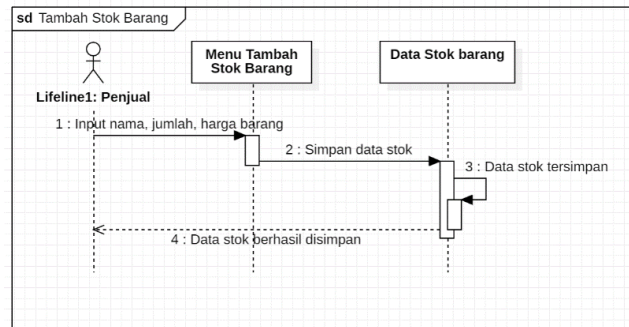 sd Tambah Stok Barang
Menu Tambah
Stok Barang
Data Stok barang
Lifeline1: Penjual
1 : Input nama, jumlah, harga barang
2 : Simpan data stok
3 : Data stok tersimpan
4 : Data stok berhasil disimpan